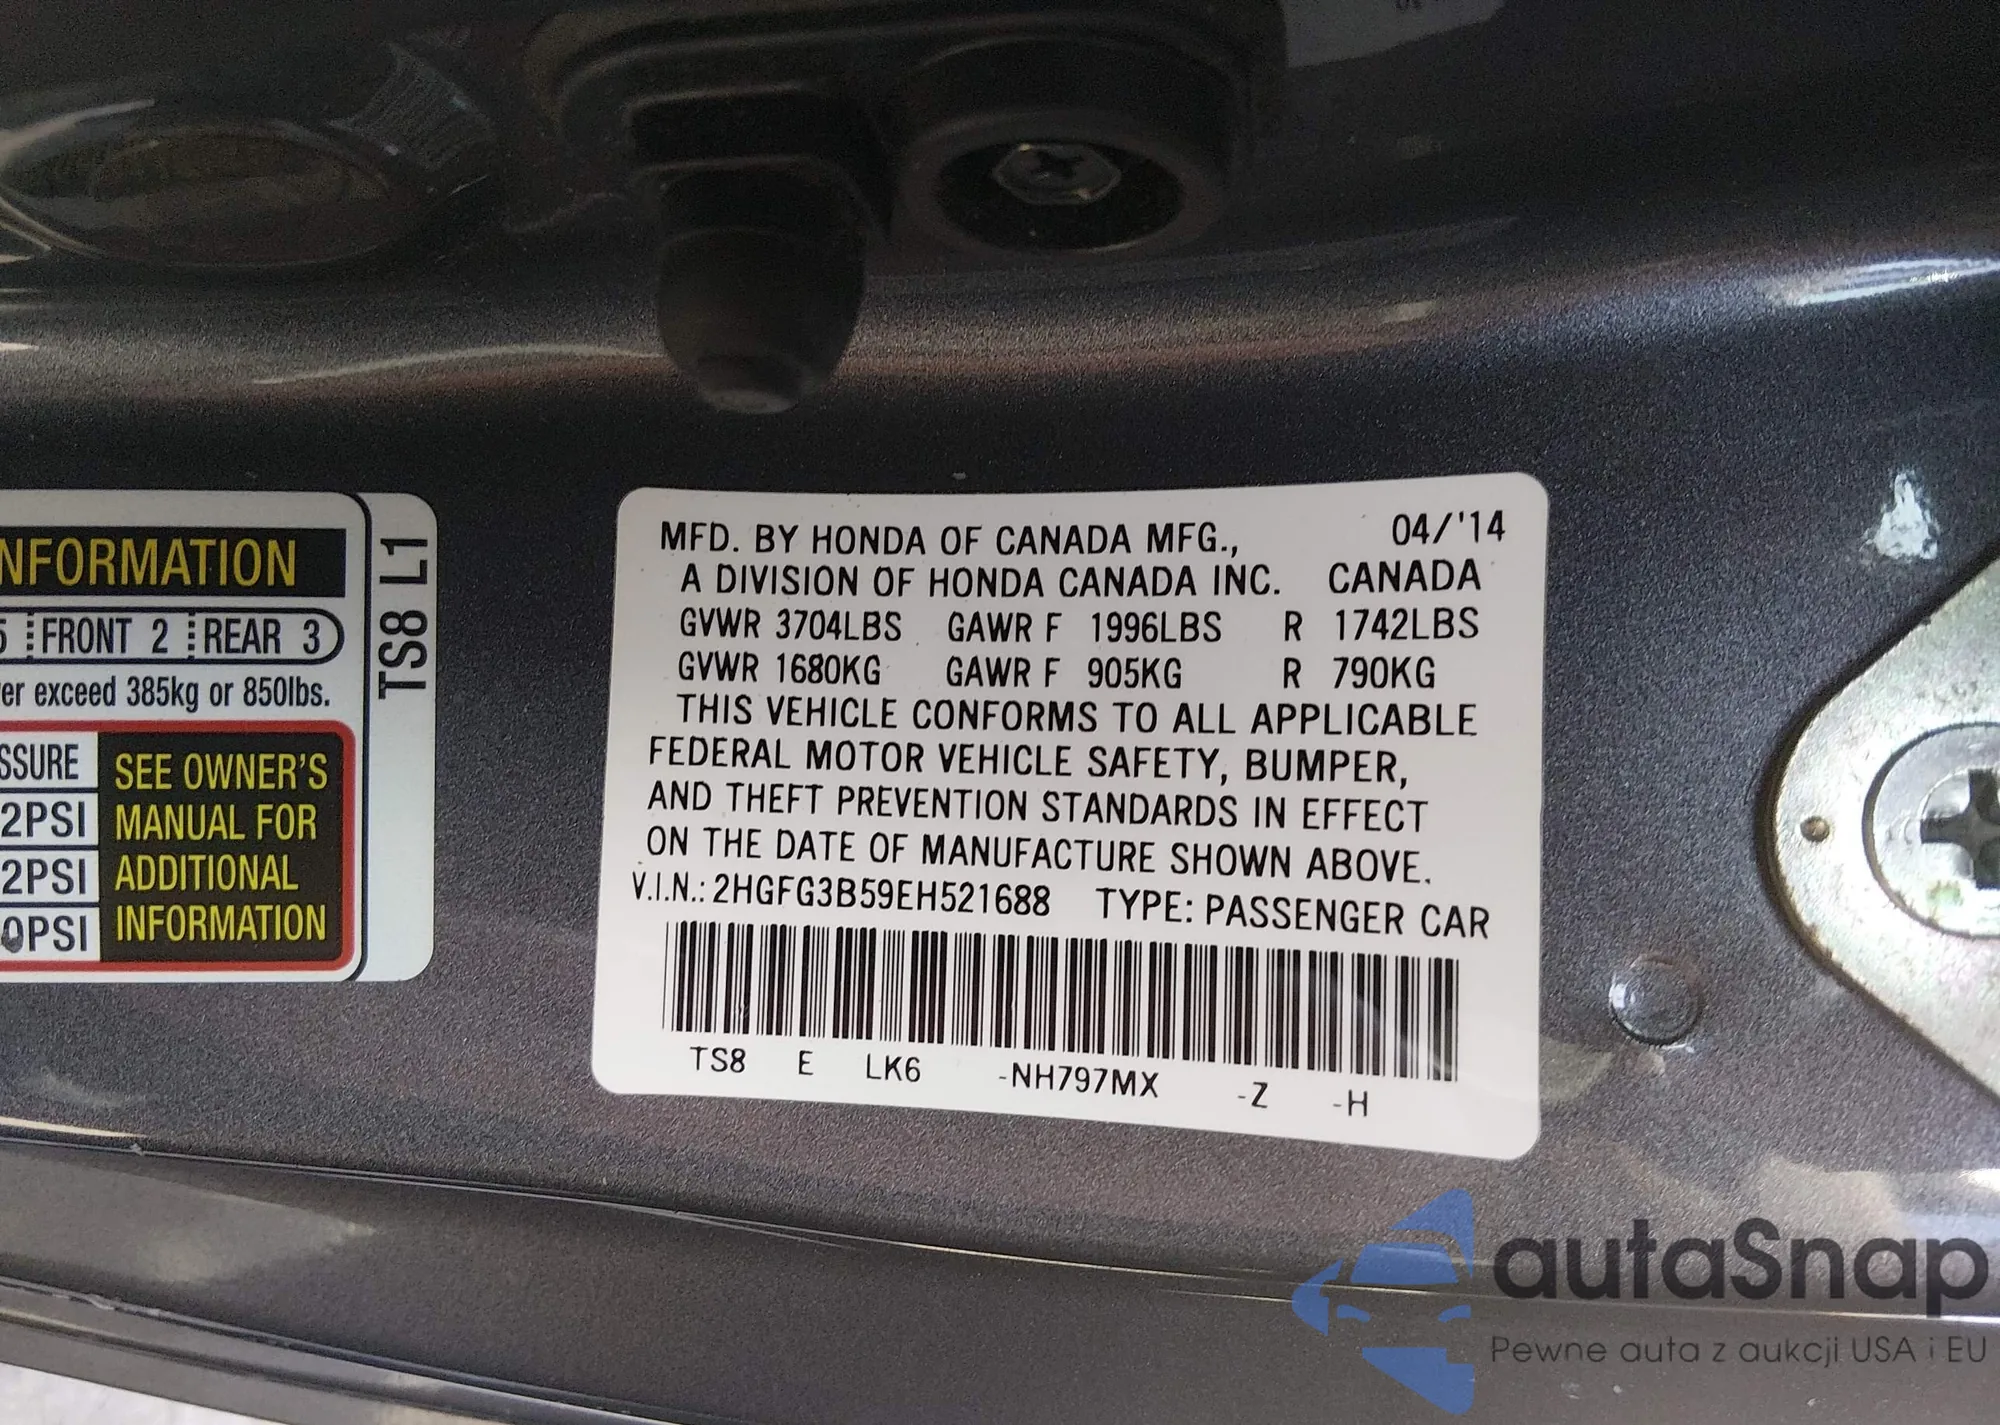 NFORMATION
5 FRONT 2 REAR 3
er exceed 385kg or 850lbs.
SSURE
2PSI
2PSI
0PSI
SEE OWNER'S
MANUAL FOR
ADDITIONAL
INFORMATION
TS8 L1
MFD. BY HONDA OF CANADA MFG., 04/'14
A DIVISION OF HONDA CANADA INC. CANADA
GVWR 3704LBS GAWR F 1996LBS R 1742LBS
GVWR 1680KG GAWR F 905KG R 790KG
THIS VEHICLE CONFORMS TO ALL APPLICABLE
FEDERAL MOTOR VEHICLE SAFETY, BUMPER,
AND THEFT PREVENTION STANDARDS IN EFFECT
ON THE DATE OF MANUFACTURE SHOWN ABOVE.
V.I.N.: 2HGFG3B59EH521688 TYPE: PASSENGER CAR
TS8 E LK6 -NH797MX -Z -H
autaSnap
Pewne auta z aukcji USA i EU